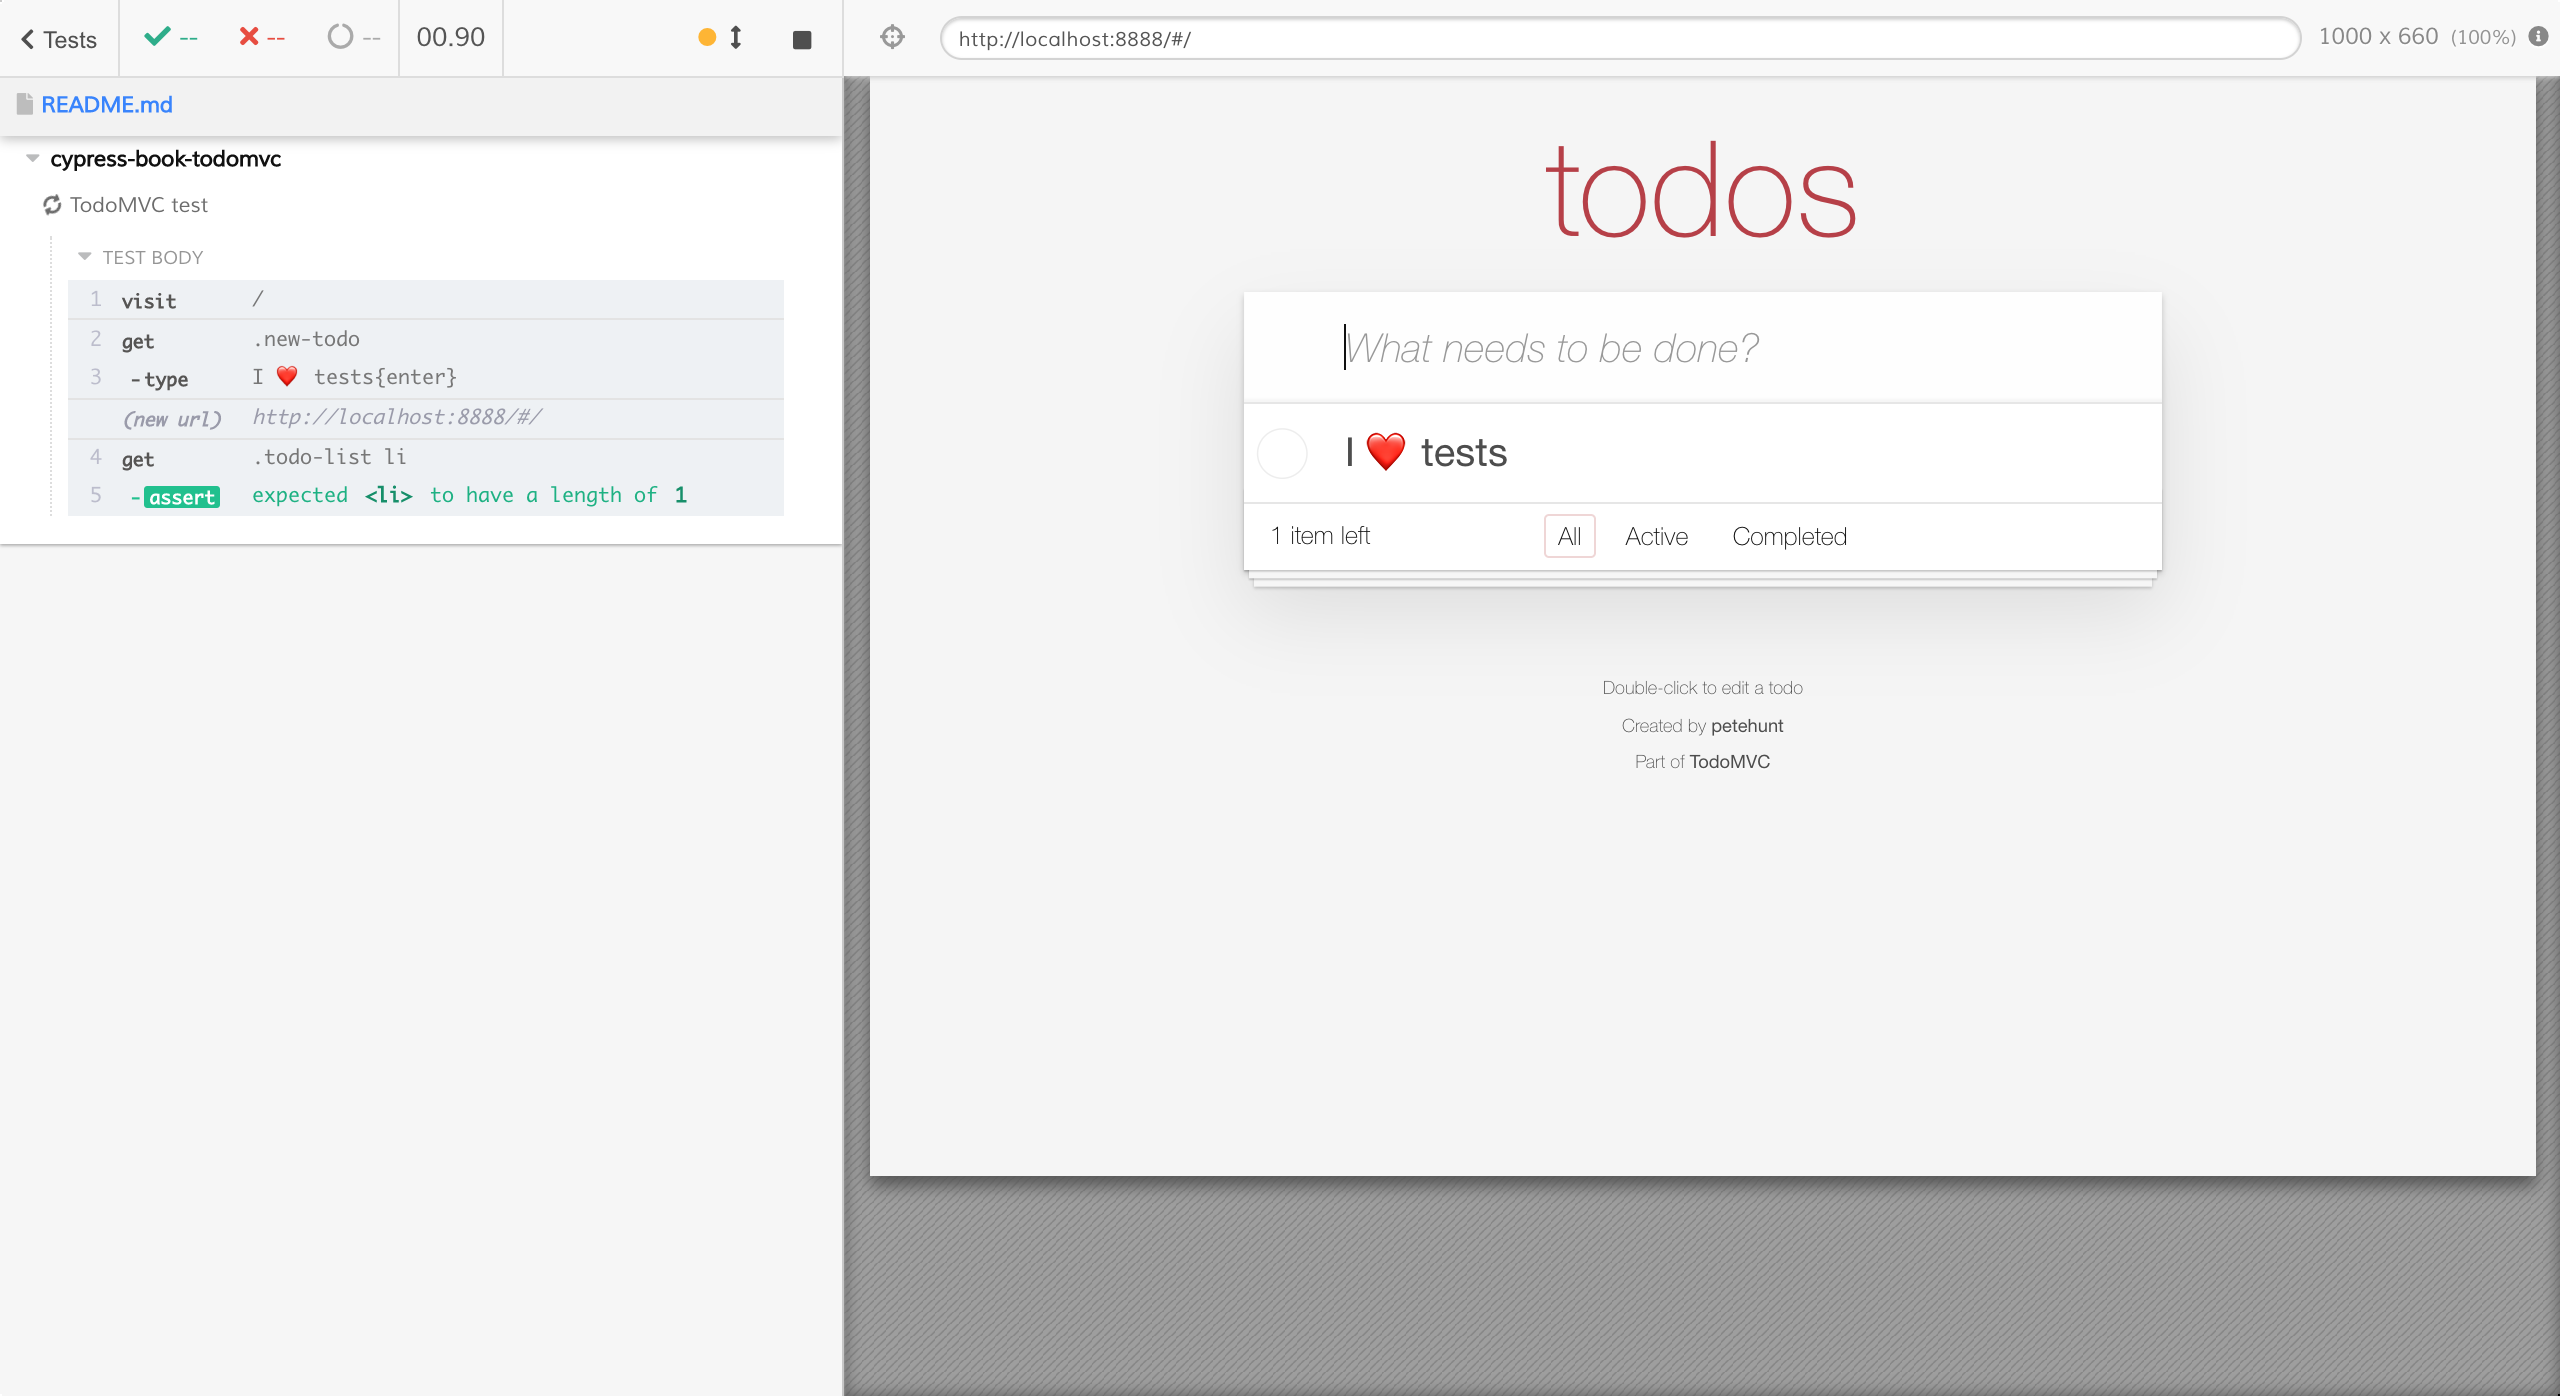 Tests -- -- -- 00.90
README.md
cypress-book-todomvc
TodoMVC test
TEST BODY
1 visit /
2 get .new-todo
3 -type I ❤️ tests{enter}
(new url) http://localhost:8888/#/
4 get .todo-list li
5 -assert expected <li> to have a length of 1
http://localhost:8888/#/ 1000 x 660 (100%)
todos
What needs to be done?
I ❤️ tests
1 item left All Active Completed
Double-click to edit a todo
Created by petehunt
Part of TodoMVC